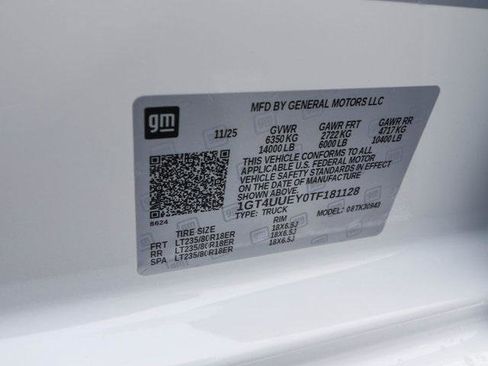 gm
MFD BY GENERAL MOTORS LLC
11/25 GVWR GAWR FRT GAWR RR
6350 KG 2722 KG 4717 KG
14000 LB 6000 LB 10400 LB
THIS VEHICLE CONFORMS TO ALL
APPLICABLE U.S. FEDERAL MOTOR
VEHICLE SAFETY STANDARDS IN EFFECT
ON THE DATE OF MANUFACTURE
1GT4UUEY0TF181128
TYPE: TRUCK MODEL: 08TK30943
8624
TIRE SIZE RIM
FRT LT235/80R18ER 18X6.5J
RR LT235/80R18ER 18X6.5J
SPA LT235/80R18ER 18X6.5J